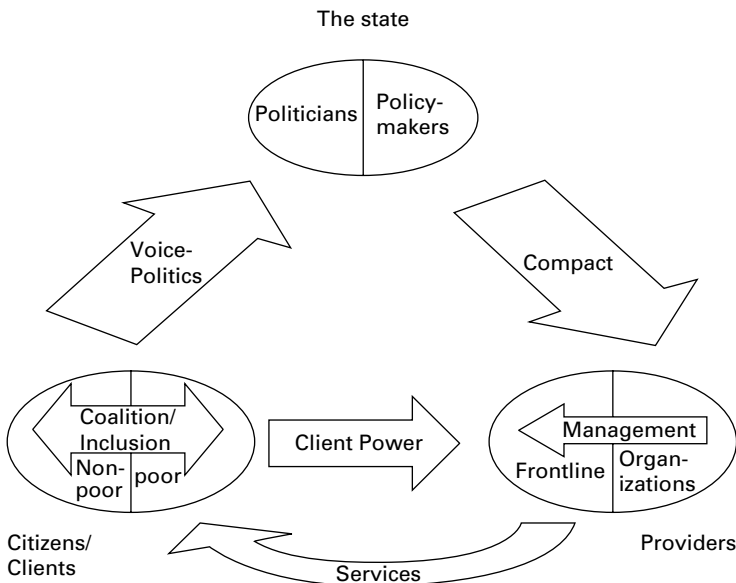 The state
Politicians
Policy-
makers
Voice-
Politics
Compact
Coalition/
Inclusion
Non-
poor
poor
Client Power
Management
Frontline
Organ-
izations
Citizens/
Clients
Providers
Services